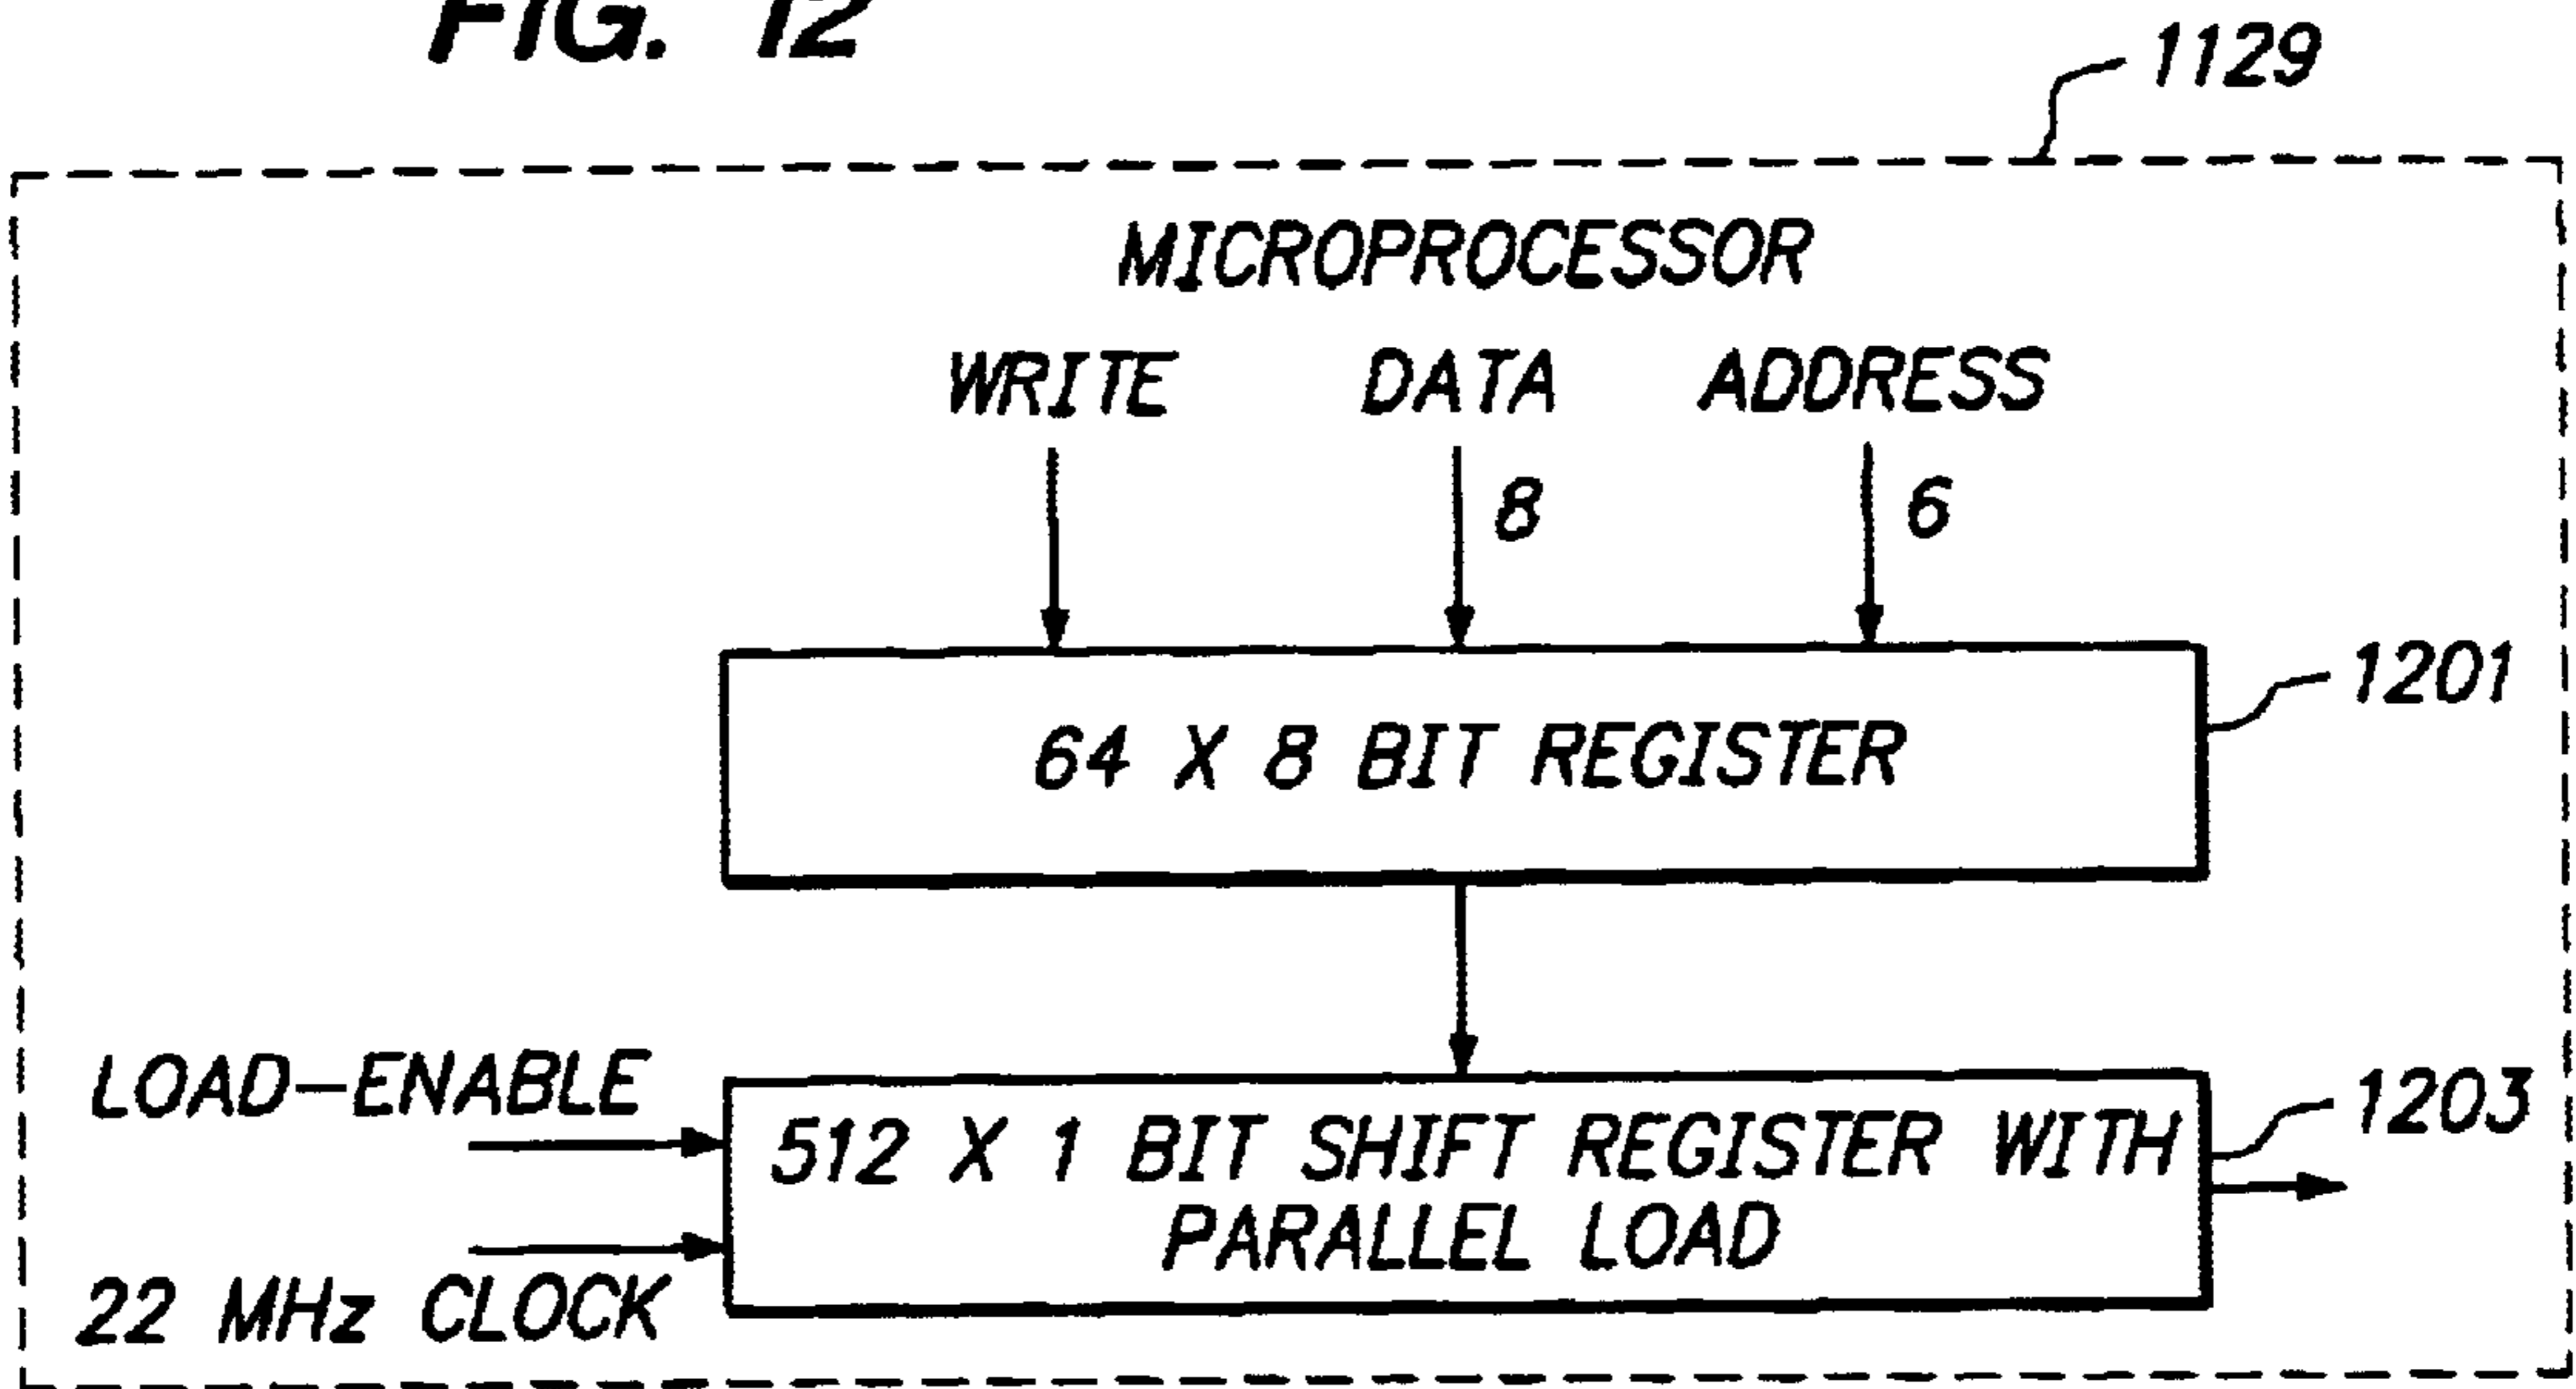 FIG. 12
1129
MICROPROCESSOR
WRITE DATA ADDRESS
8 6
1201
64 X 8 BIT REGISTER
LOAD-ENABLE
1203
512 X 1 BIT SHIFT REGISTER WITH
PARALLEL LOAD
22 MHz CLOCK